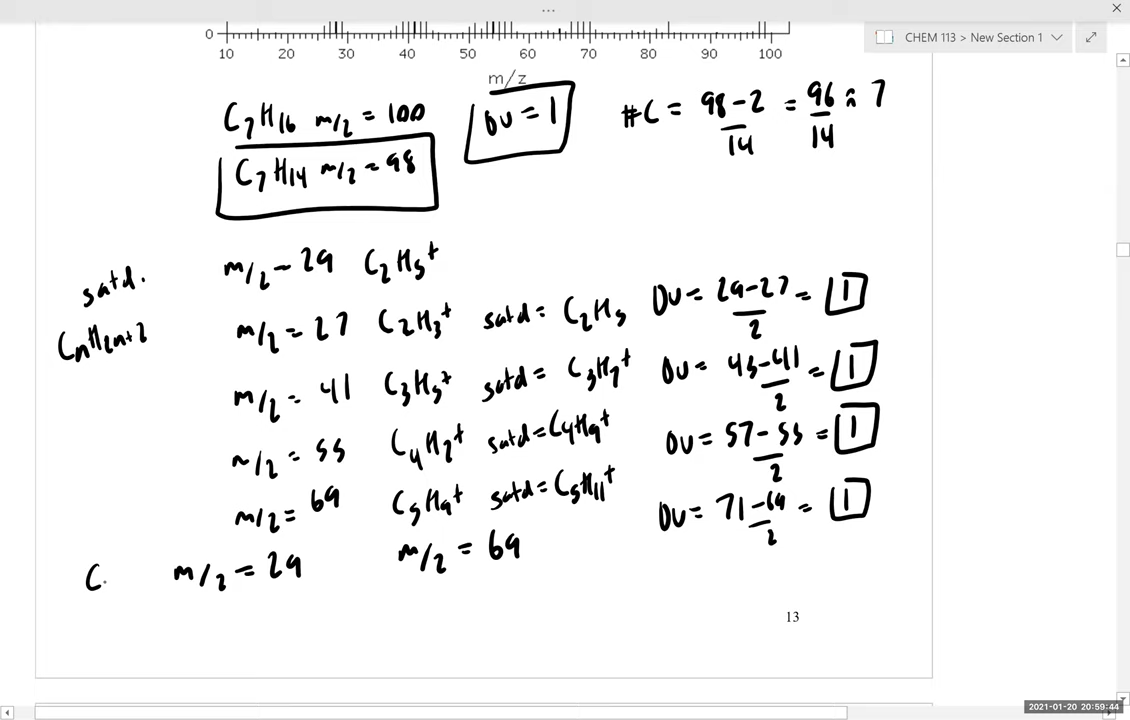 CHEM 113 > New Section 1
0
10 20 30 40 50 60 70 80 90 100
m/z
C7H16 m/z = 100
DU = 1
#C = 98-2/14 = 96/14 ≈ 7
C7H14 m/z = 98
satd.
CnH2n+2
m/z - 29 C2H5+
m/z = 27 C2H3+ satd = C2H5 DU = 29-27/2 = 1
m/z = 41 C3H5+ satd = C3H7+ DU = 43-41/2 = 1
m/z = 55 C4H7+ satd = C4H9+ DU = 57-55/2 = 1
m/z = 69 C5H9+ satd = C5H11+ DU = 71-69/2 = 1
C m/z = 29 m/z = 69
13
2021-01-20 20:59:44